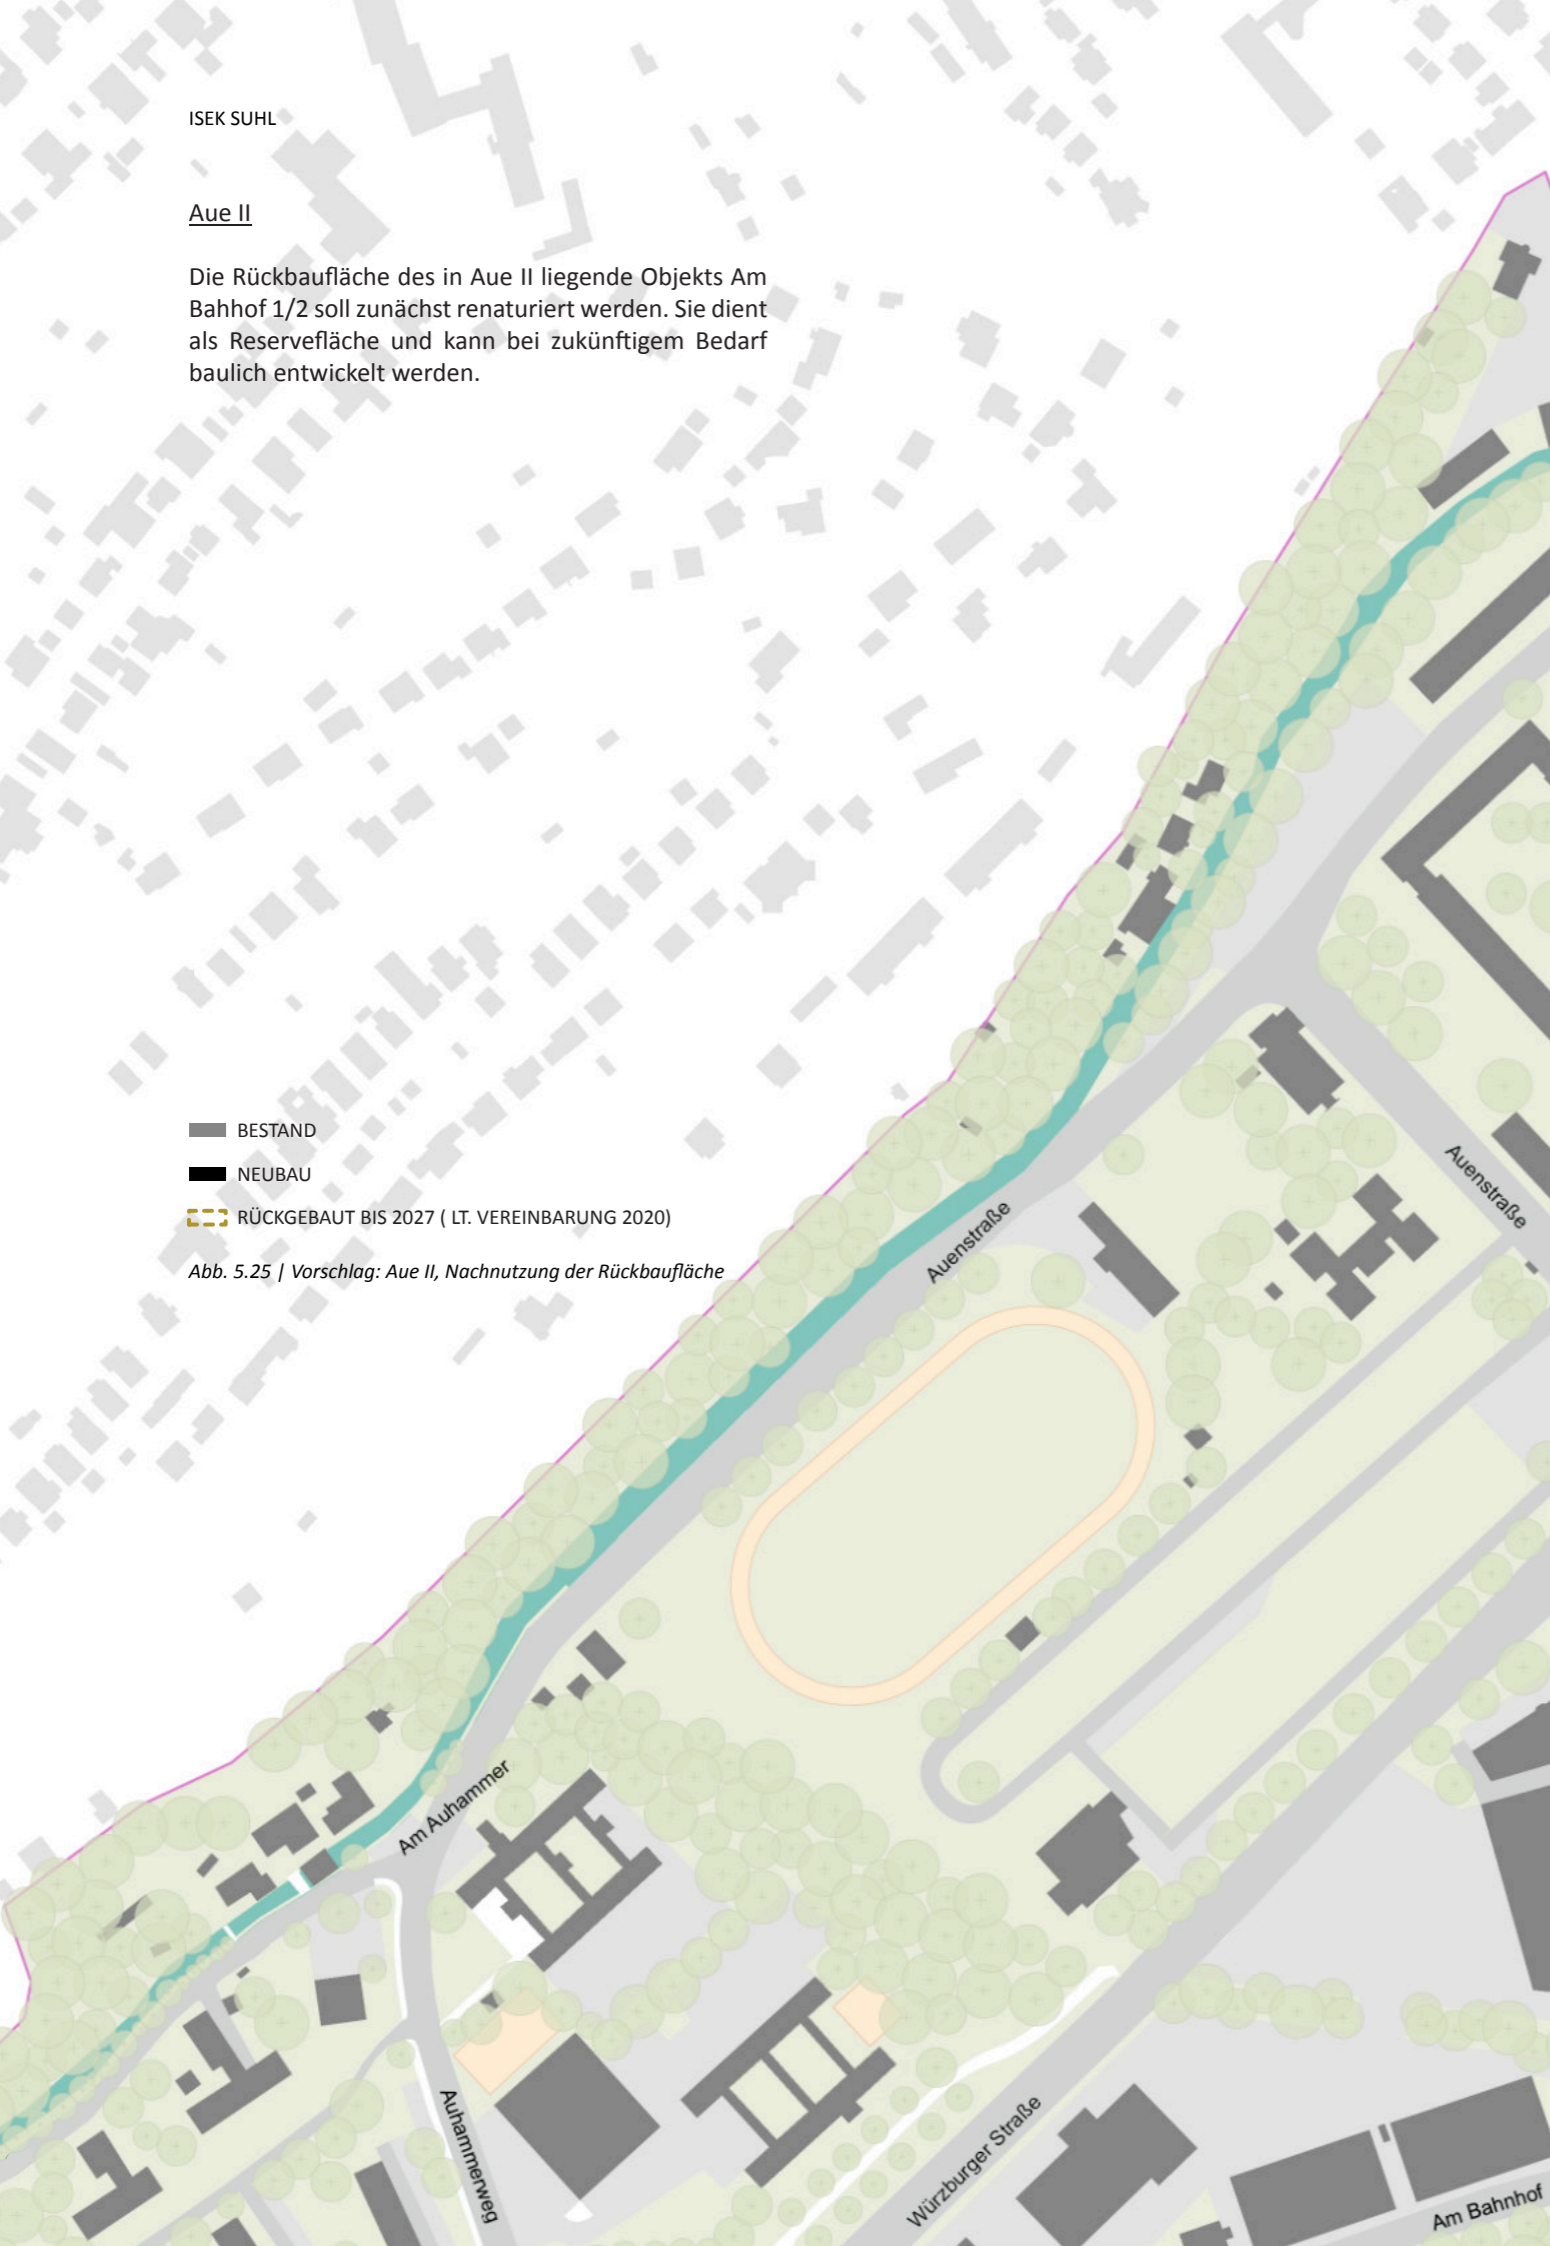 ISEK SUHL
Aue II
Die Rückbaufläche des in Aue II liegende Objekts Am
Bahhof 1/2 soll zunächst renaturiert werden. Sie dient
als Reservefläche und kann bei zukünftigem Bedarf
baulich entwickelt werden.
BESTAND
NEUBAU
RÜCKGEBAUT BIS 2027 ( LT. VEREINBARUNG 2020)
Abb. 5.25 | Vorschlag: Aue II, Nachnutzung der Rückbaufläche
Auenstraße
Auenstraße
Am Auhammer
Auhammerweg
Würzburger Straße
Am Bahnhof